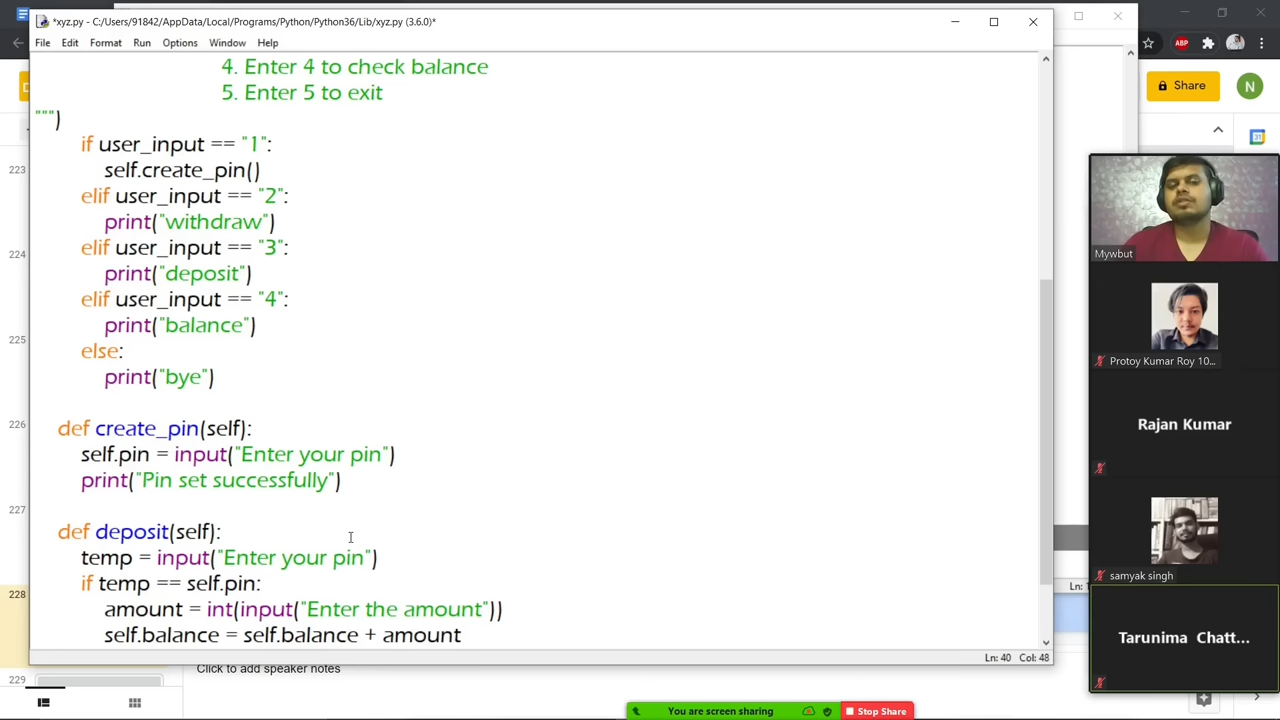 *xyz.py - C:/Users/91842/AppData/Local/Programs/Python/Python36/Lib/xyz.py (3.6.0)*
File Edit Format Run Options Window Help
4. Enter 4 to check balance
5. Enter 5 to exit
""")
if user_input == "1":
self.create_pin()
elif user_input == "2":
print("withdraw")
elif user_input == "3":
print("deposit")
elif user_input == "4":
print("balance")
else:
print("bye")
def create_pin(self):
self.pin = input("Enter your pin")
print("Pin set successfully")
def deposit(self):
temp = input("Enter your pin")
if temp == self.pin:
amount = int(input("Enter the amount"))
self.balance = self.balance + amount
Ln: 40 Col: 48
223
224
225
226
227
228
229
Click to add speaker notes
ABP
Share
N
Ln: 1
Mywbut
Protoy Kumar Roy 10...
Rajan Kumar
samyak singh
Tarunima Chatt...
You are screen sharing
Stop Share